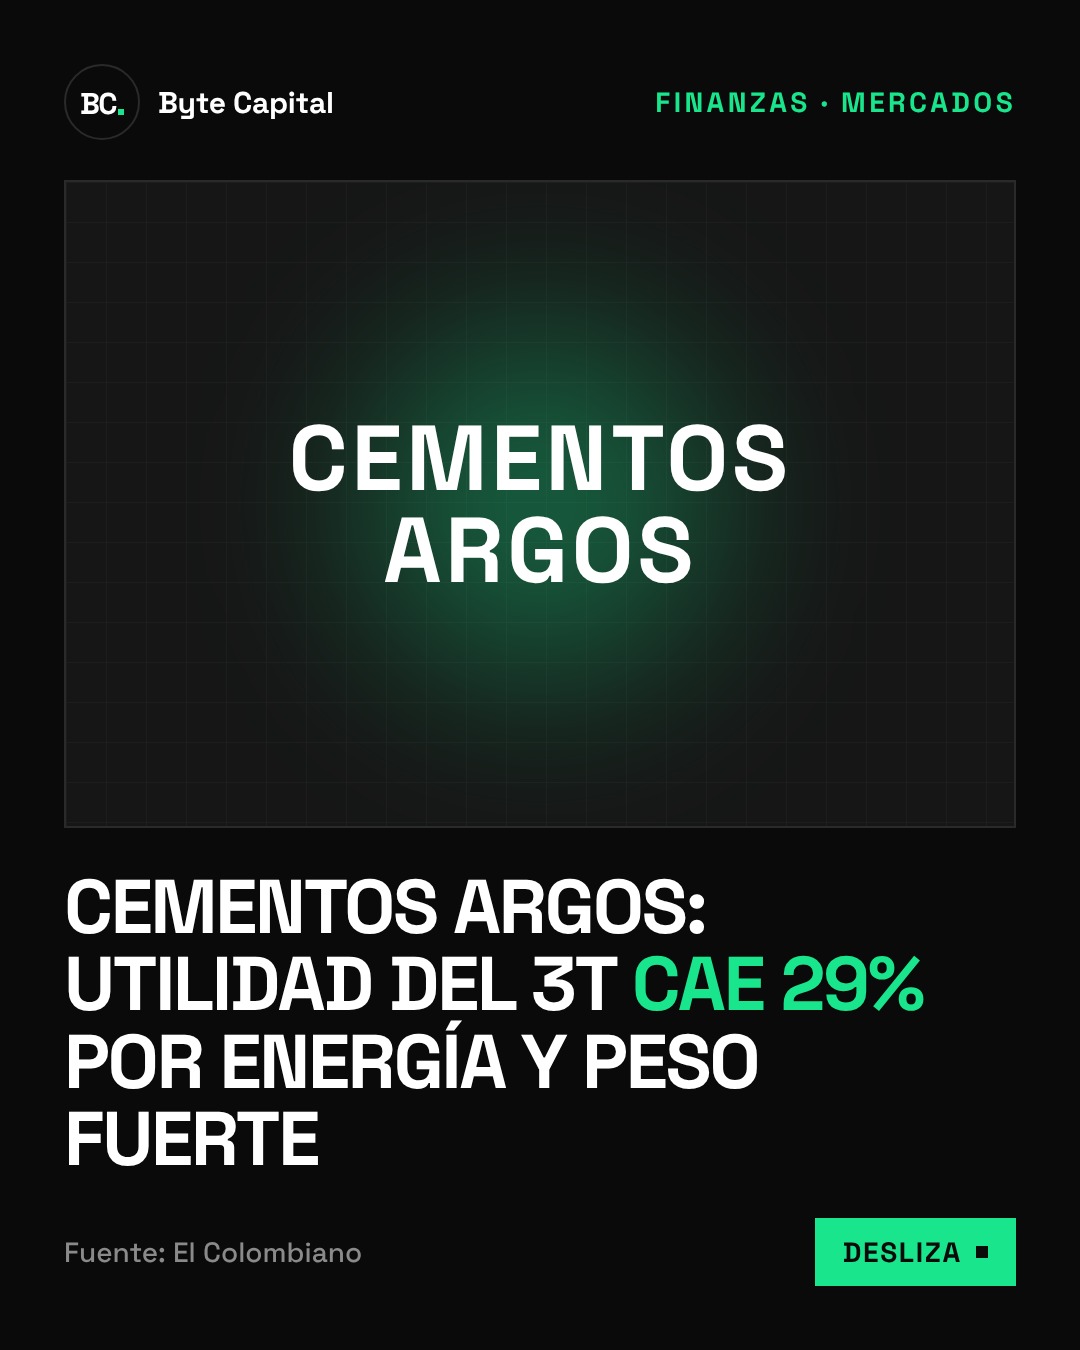 BC.
Byte Capital
FINANZAS · MERCADOS
CEMENTOS
ARGOS
CEMENTOS ARGOS:
UTILIDAD DEL 3T CAE 29%
POR ENERGÍA Y PESO
FUERTE
Fuente: El Colombiano
DESLIZA